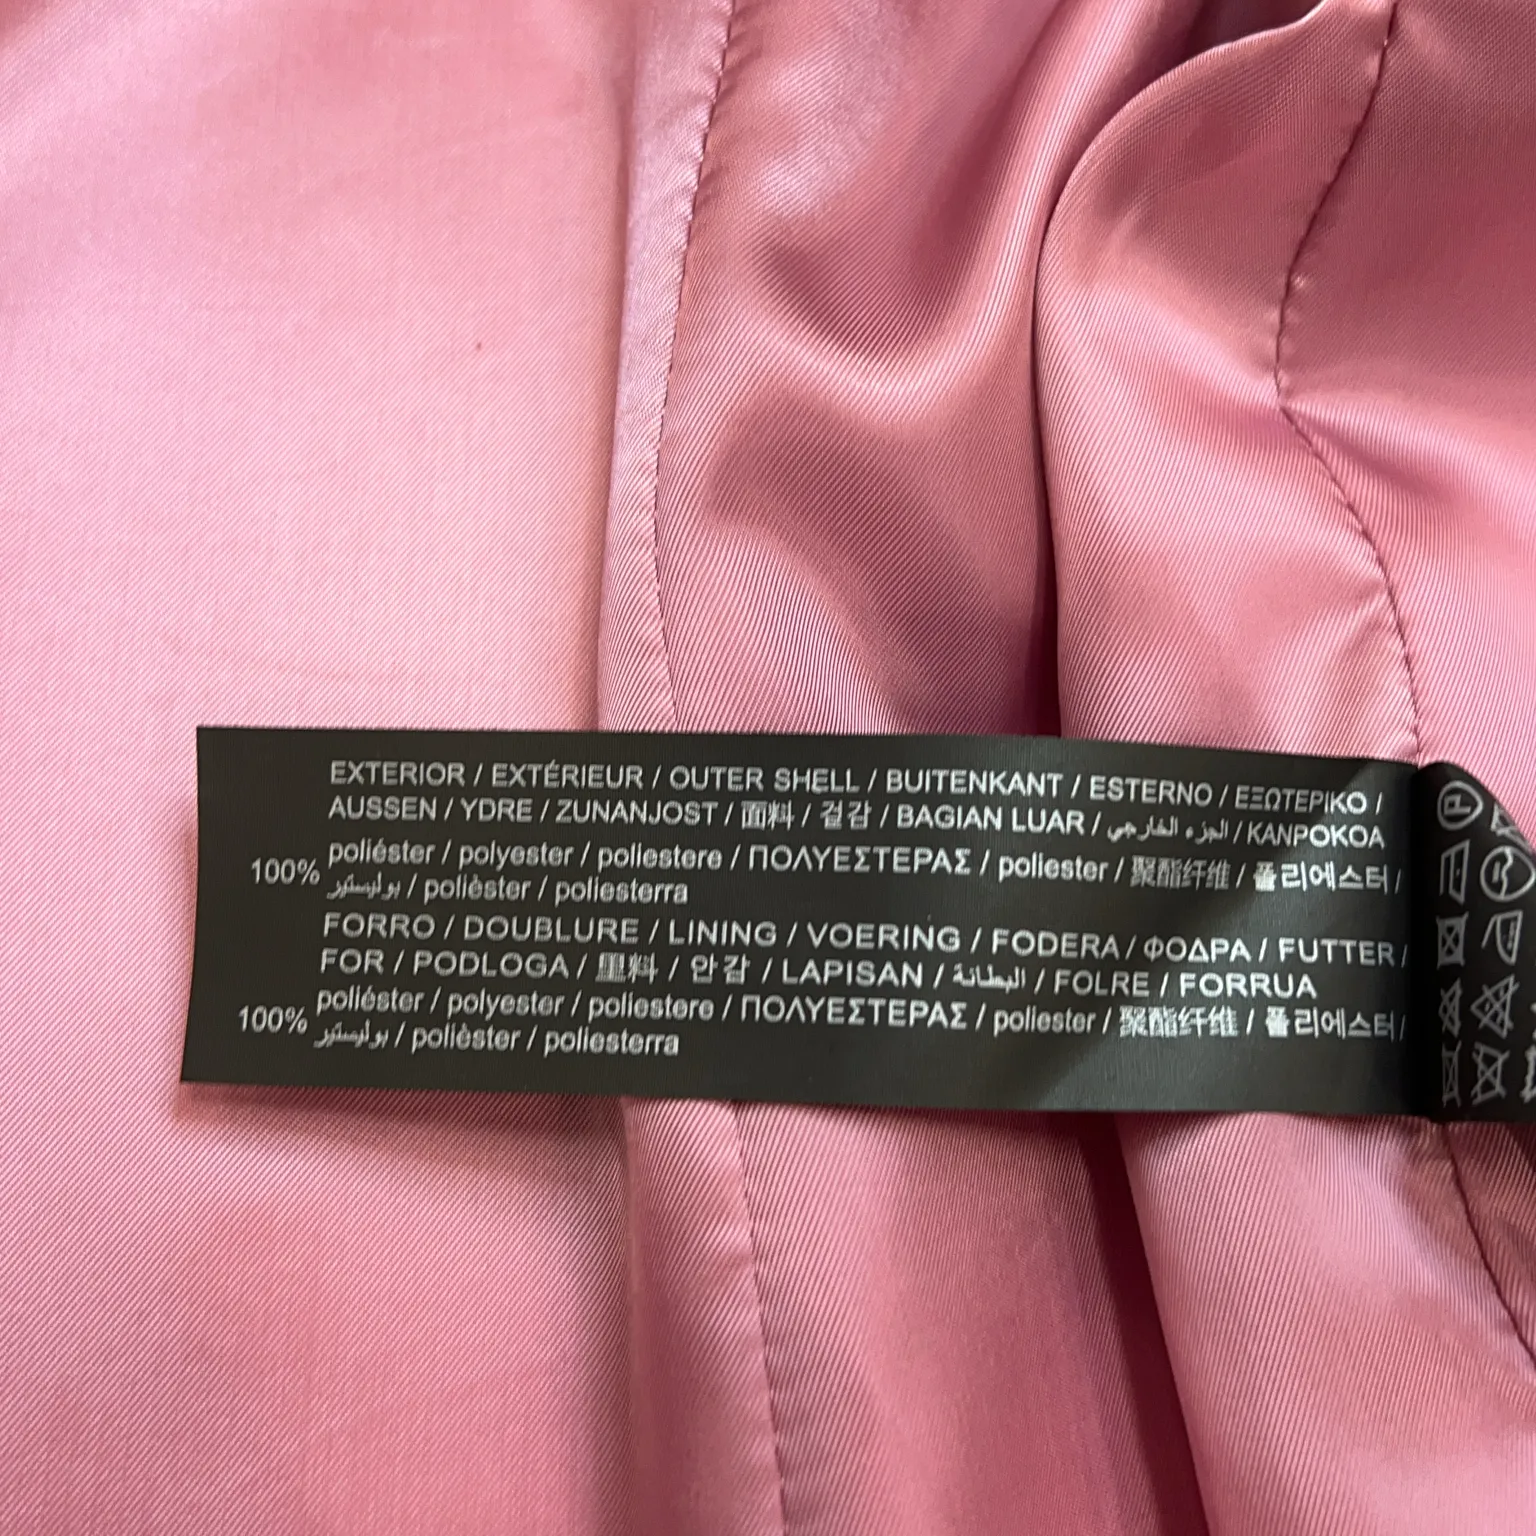 EXTERIOR / EXTÉRIEUR / OUTER SHELL / BUITENKANT / ESTERNO / ΕΞΩΤΕΡΙΚΟ /
AUSSEN / YDRE / ZUNANJOST / 面料 / 겉감 / BAGIAN LUAR / الجزء الخارجي / KANPOKOA
100% poliéster / polyester / poliestere / ΠΟΛΥΕΣΤΕΡΑΣ / poliester / 聚酯纤维 / 폴리에스터 /
بوليستير / polièster / poliesterra
FORRO / DOUBLURE / LINING / VOERING / FODERA / ΦΟΔΡΑ / FUTTER /
FOR / PODLOGA / 里料 / 안감 / LAPISAN / البطانة / FOLRE / FORRUA
100% poliéster / polyester / poliestere / ΠΟΛΥΕΣΤΕΡΑΣ / poliester / 聚酯纤维 / 폴리에스터 /
بوليستير / polièster / poliesterra
P